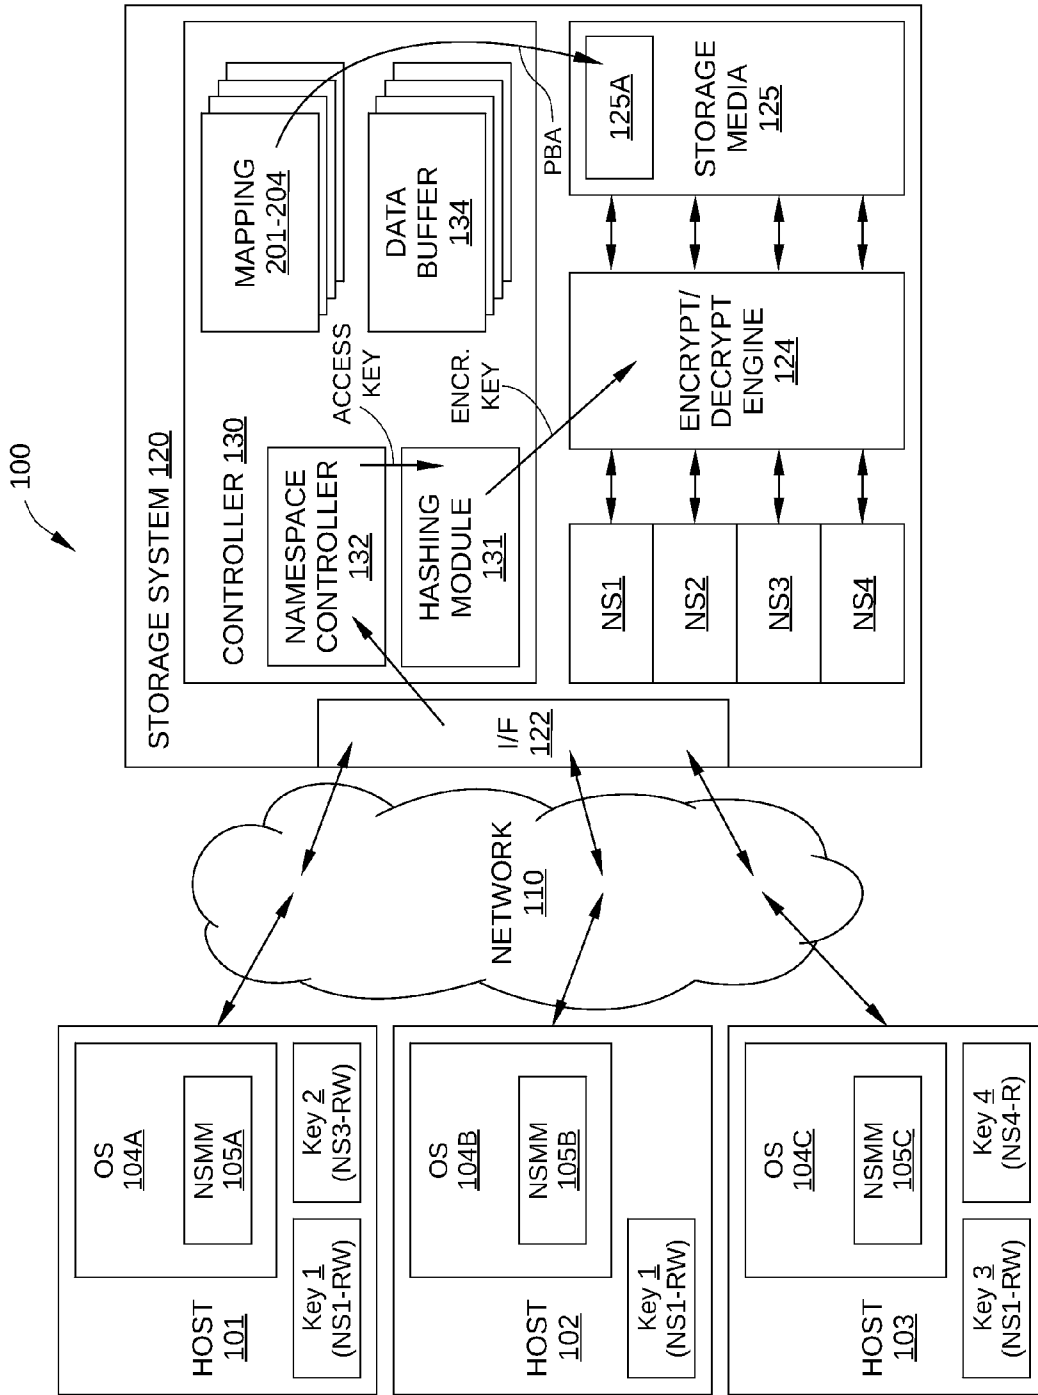 100
STORAGE SYSTEM 120
CONTROLLER 130
NAMESPACE
CONTROLLER
132
ACCESS
KEY
HASHING
MODULE
131
ENCR.
KEY
MAPPING
201-204
DATA
BUFFER
134
PBA
I/F
122
NS1
NS2
NS3
NS4
ENCRYPT/
DECRYPT
ENGINE
124
125A
STORAGE
MEDIA
125
NETWORK
110
HOST
101
OS
104A
NSMM
105A
Key 1
(NS1-RW)
Key 2
(NS3-RW)
HOST
102
OS
104B
NSMM
105B
Key 1
(NS1-RW)
HOST
103
OS
104C
NSMM
105C
Key 3
(NS1-RW)
Key 4
(NS4-R)